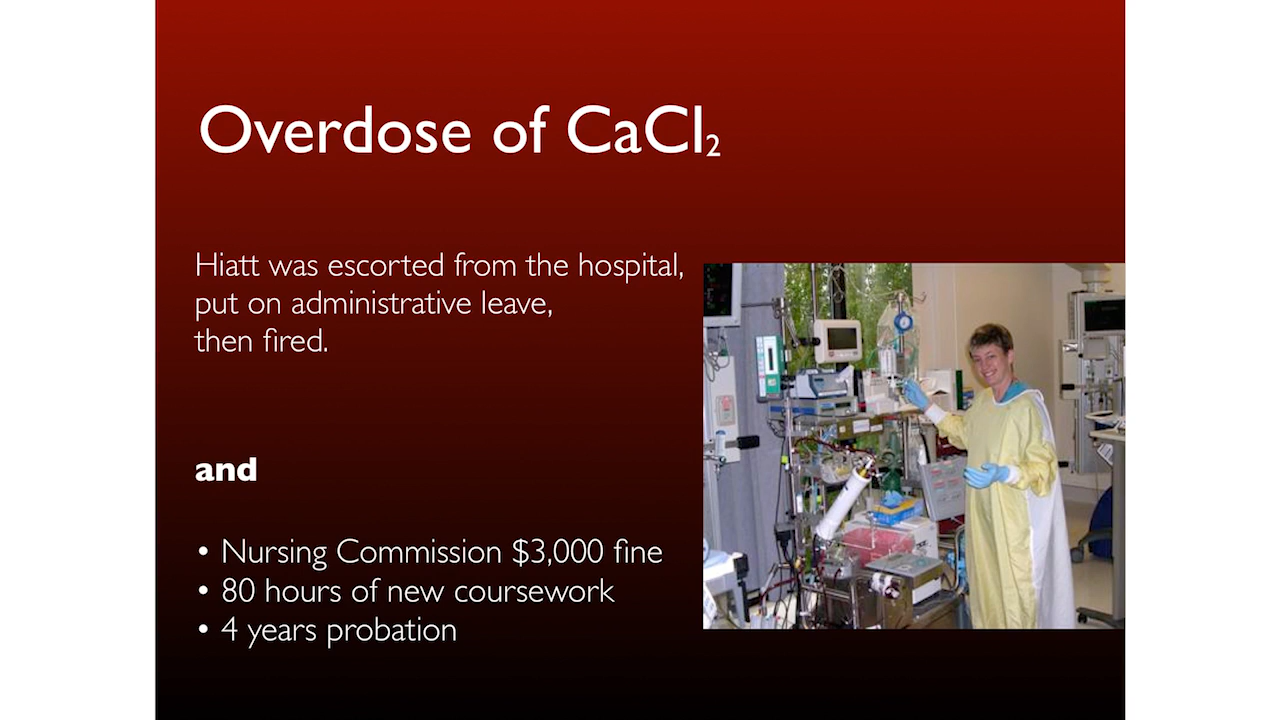 Overdose of CaCl₂
Hiatt was escorted from the hospital,
put on administrative leave,
then fired.
and
• Nursing Commission $3,000 fine
• 80 hours of new coursework
• 4 years probation